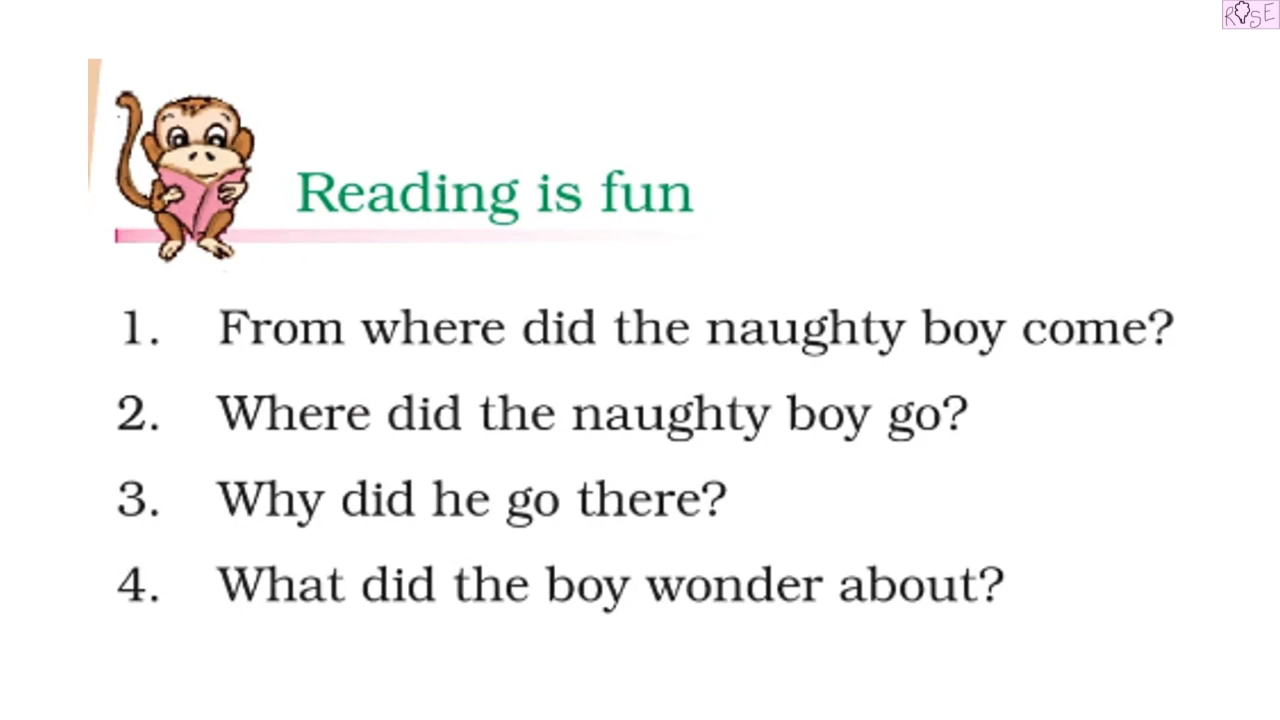 ROSE
Reading is fun
1. From where did the naughty boy come?
2. Where did the naughty boy go?
3. Why did he go there?
4. What did the boy wonder about?